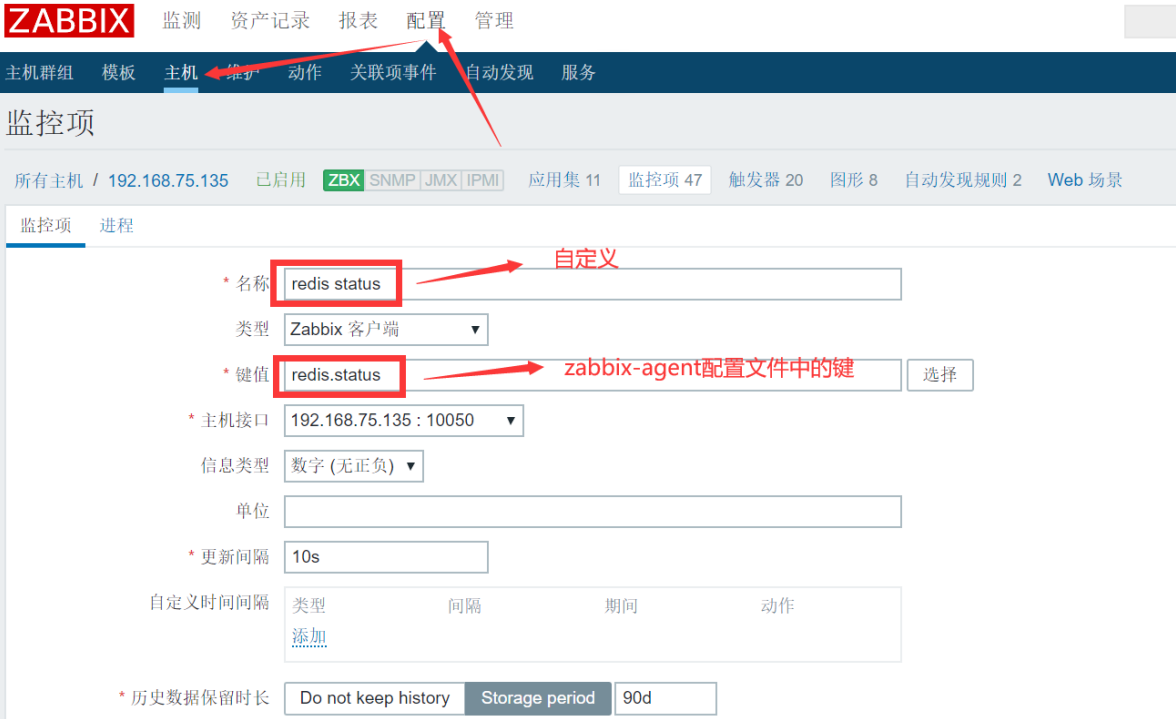 ZABBIX 监测 资产记录 报表 配置 管理
主机群组 模板 主机 维护 动作 关联项事件 自动发现 服务
监控项
所有主机 / 192.168.75.135 已启用 ZBX SNMP JMX IPMI 应用集 11 监控项 47 触发器 20 图形 8 自动发现规则 2 Web 场景
监控项 进程
自定义
* 名称 redis status
类型 Zabbix 客户端 ▼
zabbix-agent配置文件中的键
* 键值 redis.status 选择
* 主机接口 192.168.75.135 : 10050 ▼
信息类型 数字 (无正负) ▼
单位
* 更新间隔 10s
自定义时间间隔 类型 间隔 期间 动作
添加
* 历史数据保留时长 Do not keep history Storage period 90d